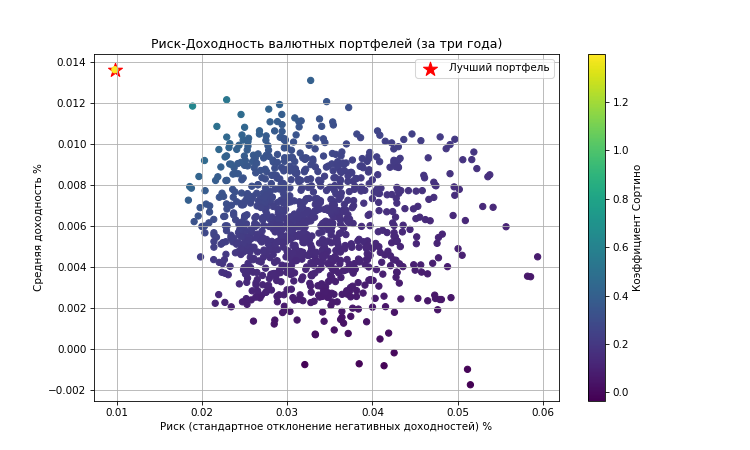 Риск-Доходность валютных портфелей (за три года)
Лучший портфель
0.014
0.012
0.010
0.008
0.006
0.004
0.002
0.000
−0.002
Средняя доходность %
0.01 0.02 0.03 0.04 0.05 0.06
Риск (стандартное отклонение негативных доходностей) %
1.2
1.0
0.8
0.6
0.4
0.2
0.0
Коэффициент Сортино